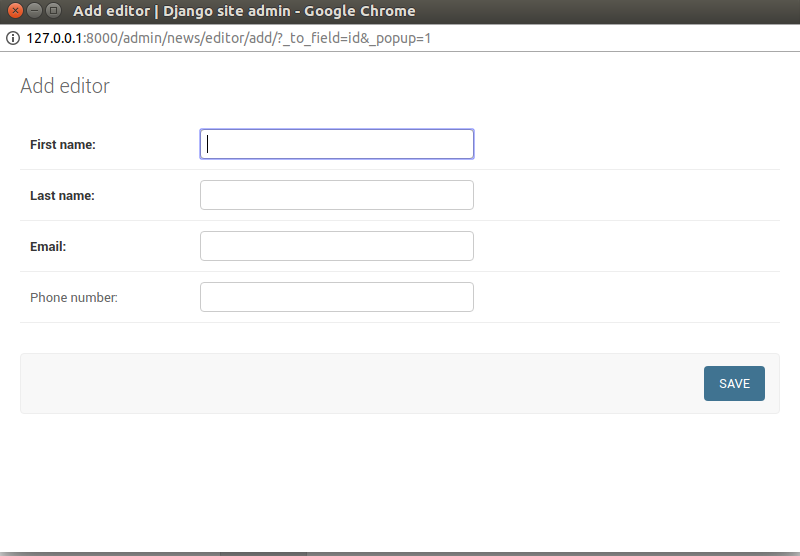 Add editor | Django site admin - Google Chrome
127.0.0.1:8000/admin/news/editor/add/?_to_field=id&_popup=1
Add editor
First name:
Last name:
Email:
Phone number:
SAVE